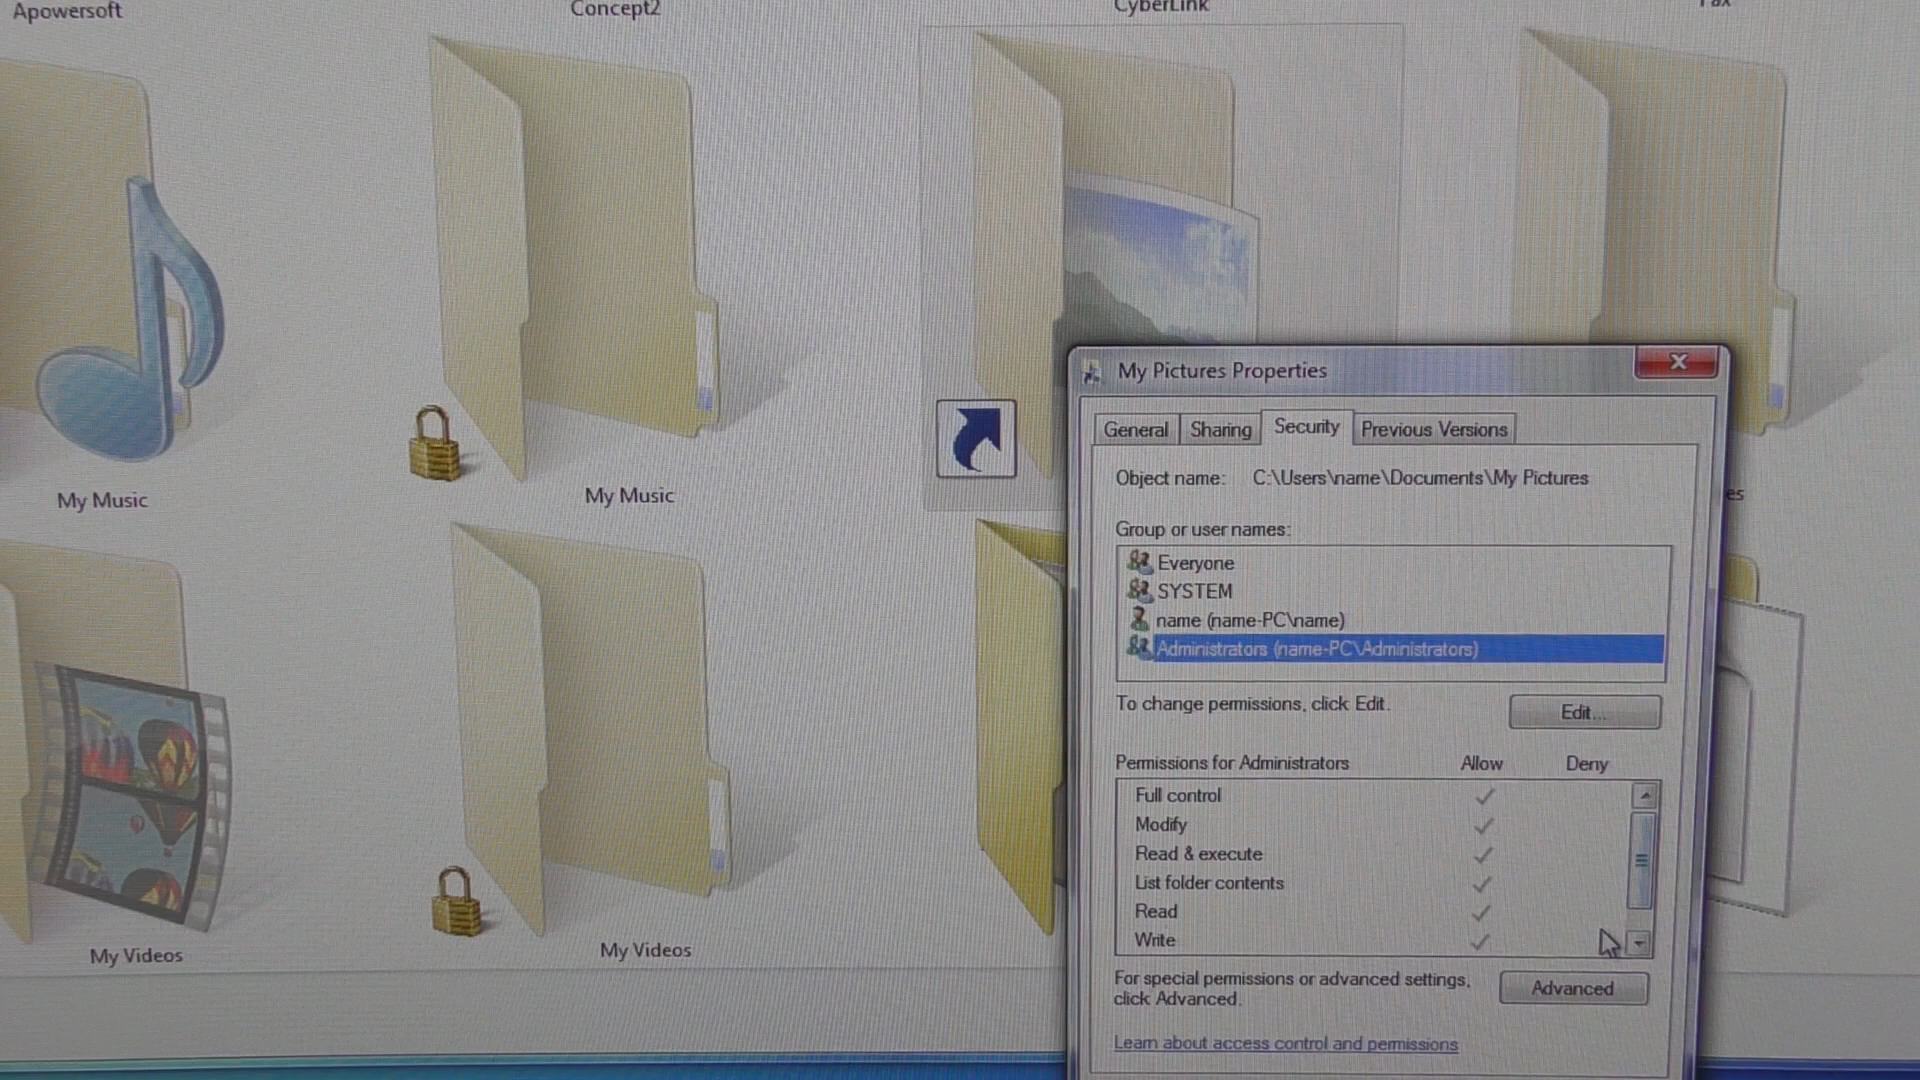 Apowersoft
Concept2
CyberLink
Fax
My Music
My Music
es
My Videos
My Videos
My Pictures Properties
General Sharing Security Previous Versions
Object name: C:\Users\name\Documents\My Pictures
Group or user names:
Everyone
SYSTEM
name (name-PC\name)
Administrators (name-PC\Administrators)
To change permissions, click Edit.
Edit...
Permissions for Administrators Allow Deny
Full control
Modify
Read & execute
List folder contents
Read
Write
For special permissions or advanced settings,
click Advanced.
Advanced
Learn about access control and permissions